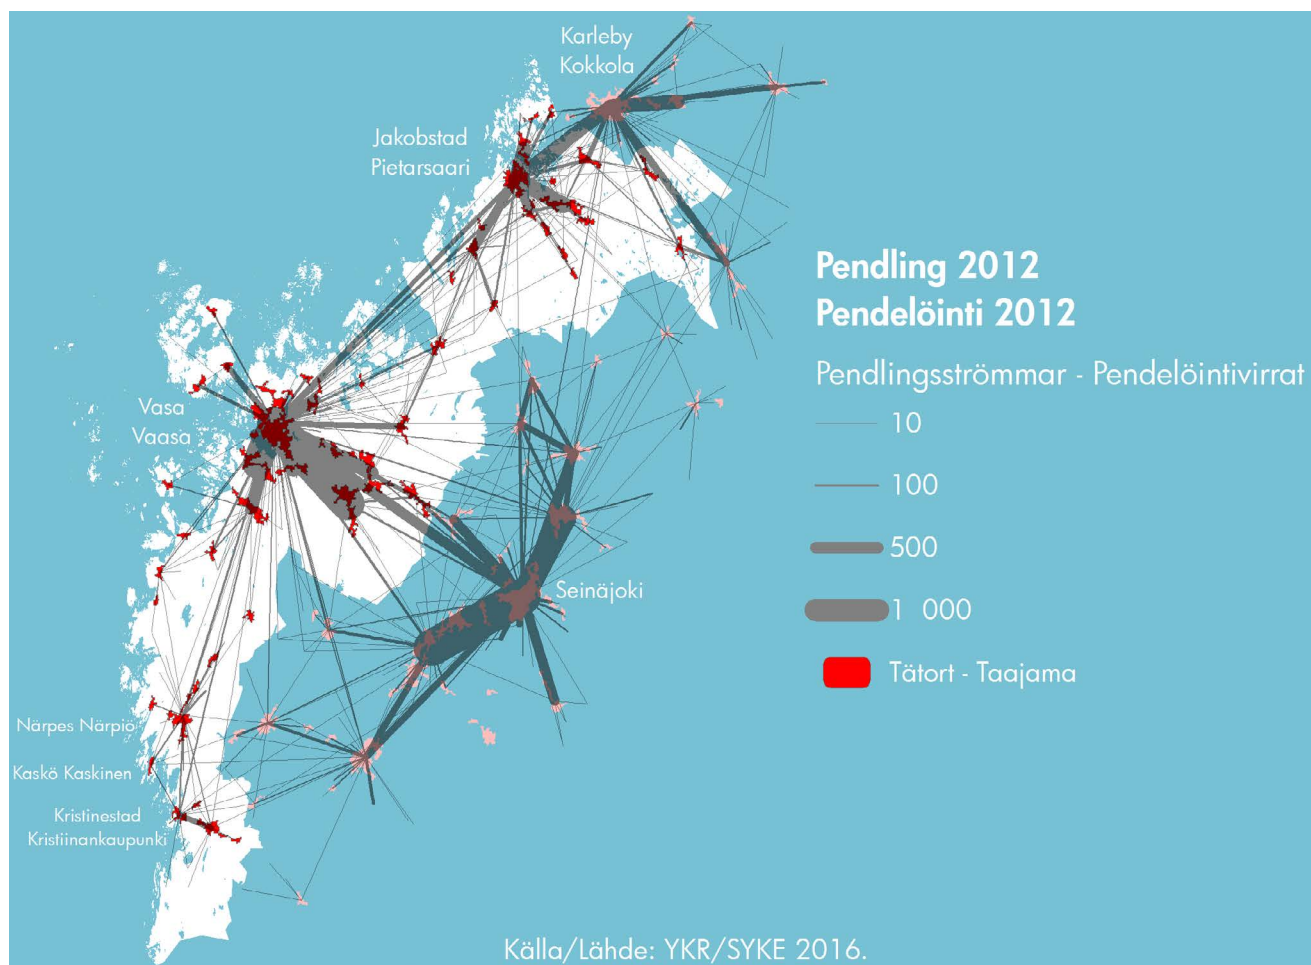 Karleby
Kokkola
Jakobstad
Pietarsaari
Pendling 2012
Pendelöinti 2012
Pendlingsströmmar - Pendelöintivirrat
Vasa
Vaasa
10
100
500
Seinäjoki
1 000
Tätort - Taajama
Närpes Närpiö
Kaskö Kaskinen
Kristinestad
Kristiinankaupunki
Källa/Lähde: YKR/SYKE 2016.